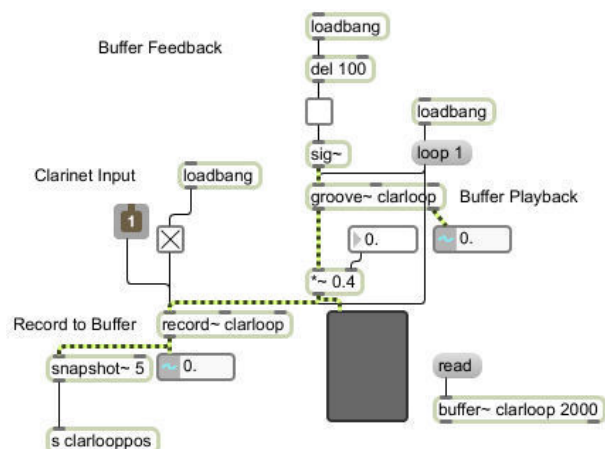 loadbang
Buffer Feedback
del 100
loadbang
sig~
loop 1
Clarinet Input
loadbang
groove~ clarloop
Buffer Playback
1
0.
0.
*~ 0.4
Record to Buffer
record~ clarloop
snapshot~ 5
0.
read
buffer~ clarloop 2000
s clarlooppos